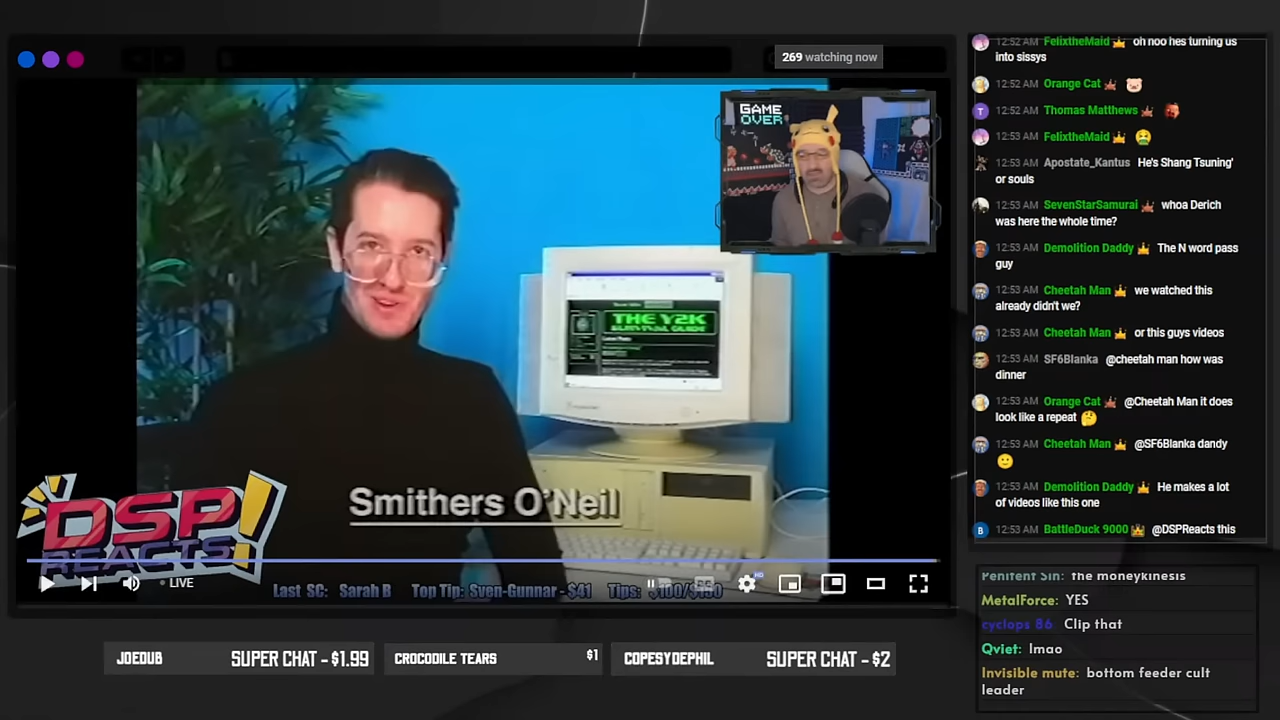 269 watching now
GAME
OVER
THE Y2K
SURVIVAL GUIDE
Smithers O'Neil
DSP
REACTS!
LIVE
HD
Last SC: Sarah B Top Tip: Sven-Gunnar - $41 Tips: $100/$150
JOEDUB SUPER CHAT - $1.99
CROCODILE TEARS $1
COPESYDEPHIL SUPER CHAT - $2
12:52 AM FelixtheMaid oh noo hes turning us
into sissys
12:52 AM Orange Cat
T 12:52 AM Thomas Matthews
12:53 AM FelixtheMaid
12:53 AM Apostate_Kantus He's Shang Tsuning'
or souls
12:53 AM SevenStarSamurai whoa Derich
was here the whole time?
12:53 AM Demolition Daddy The N word pass
guy
12:53 AM Cheetah Man we watched this
already didn't we?
12:53 AM Cheetah Man or this guys videos
12:53 AM SF6Blanka @cheetah man how was
dinner
12:53 AM Orange Cat @Cheetah Man it does
look like a repeat
12:53 AM Cheetah Man @SF6Blanka dandy
12:53 AM Demolition Daddy He makes a lot
of videos like this one
B 12:53 AM BattleDuck 9000 @DSPReacts this
Penitent Sin: the moneykinesis
MetalForce: YES
cyclops 86: Clip that
Qviet: lmao
Invisible mute: bottom feeder cult
leader